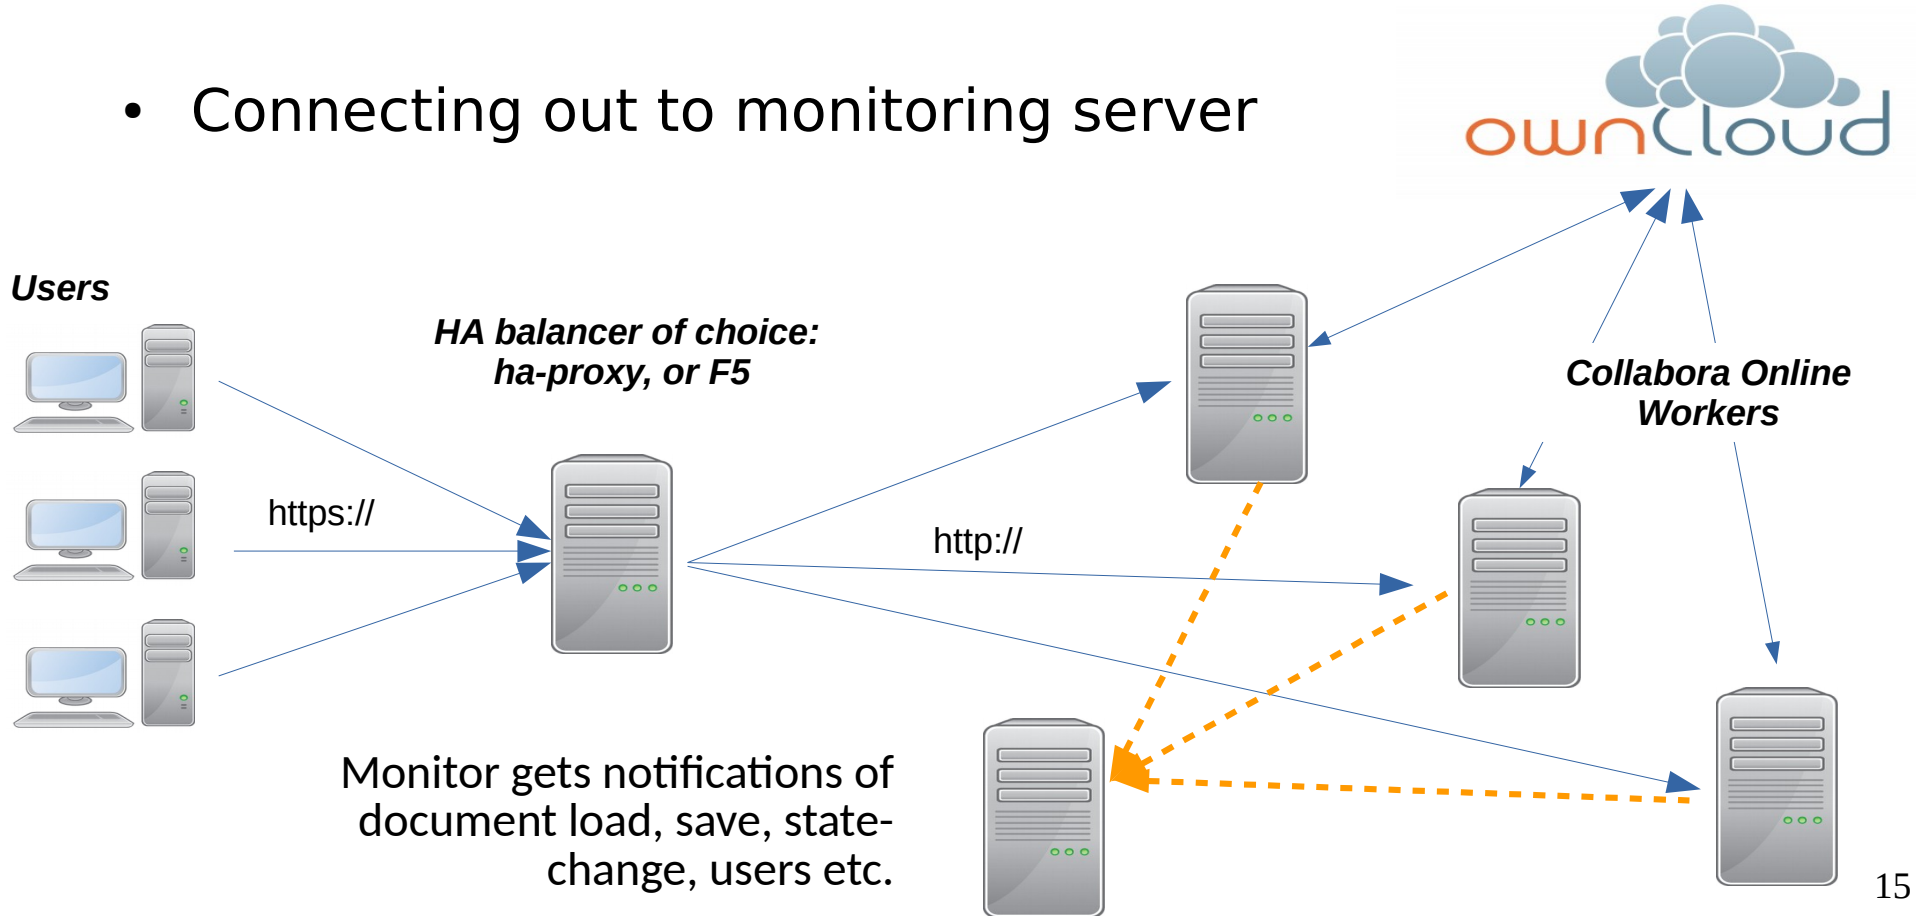 • Connecting out to monitoring server
ownCloud
Users
HA balancer of choice:
ha-proxy, or F5
https://
http://
Collabora Online
Workers
Monitor gets notifications of
document load, save, state-
change, users etc.
15